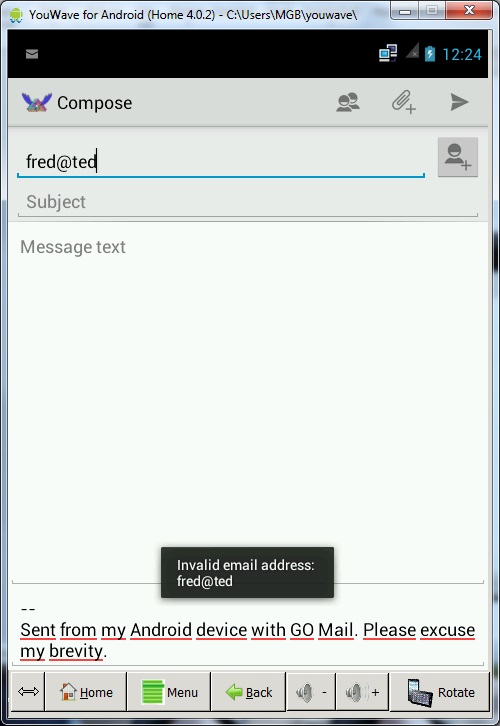 YouWave for Android (Home 4.0.2) - C:\Users\MGB\youwave\
12:24
Compose
fred@ted
Subject
Message text
Invalid email address:
fred@ted
--
Sent from my Android device with GO Mail. Please excuse
my brevity.
Home Menu Back - + Rotate